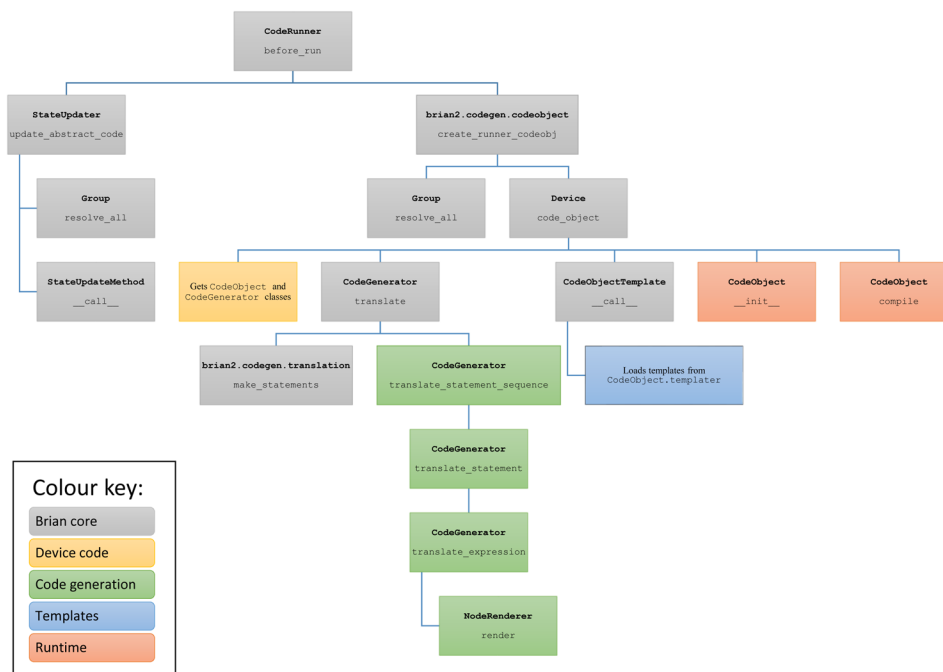 CodeRunner
before_run
StateUpdater
update_abstract_code
brian2.codegen.codeobject
create_runner_codeobj
Group
resolve_all
Group
resolve_all
Device
code_object
StateUpdateMethod
__call__
Gets CodeObject and
CodeGenerator classes
CodeGenerator
translate
CodeObjectTemplate
__call__
CodeObject
__init__
CodeObject
compile
brian2.codegen.translation
make_statements
CodeGenerator
translate_statement_sequence
Loads templates from
CodeObject.templater
CodeGenerator
translate_statement
CodeGenerator
translate_expression
NodeRenderer
render
Colour key:
Brian core
Device code
Code generation
Templates
Runtime